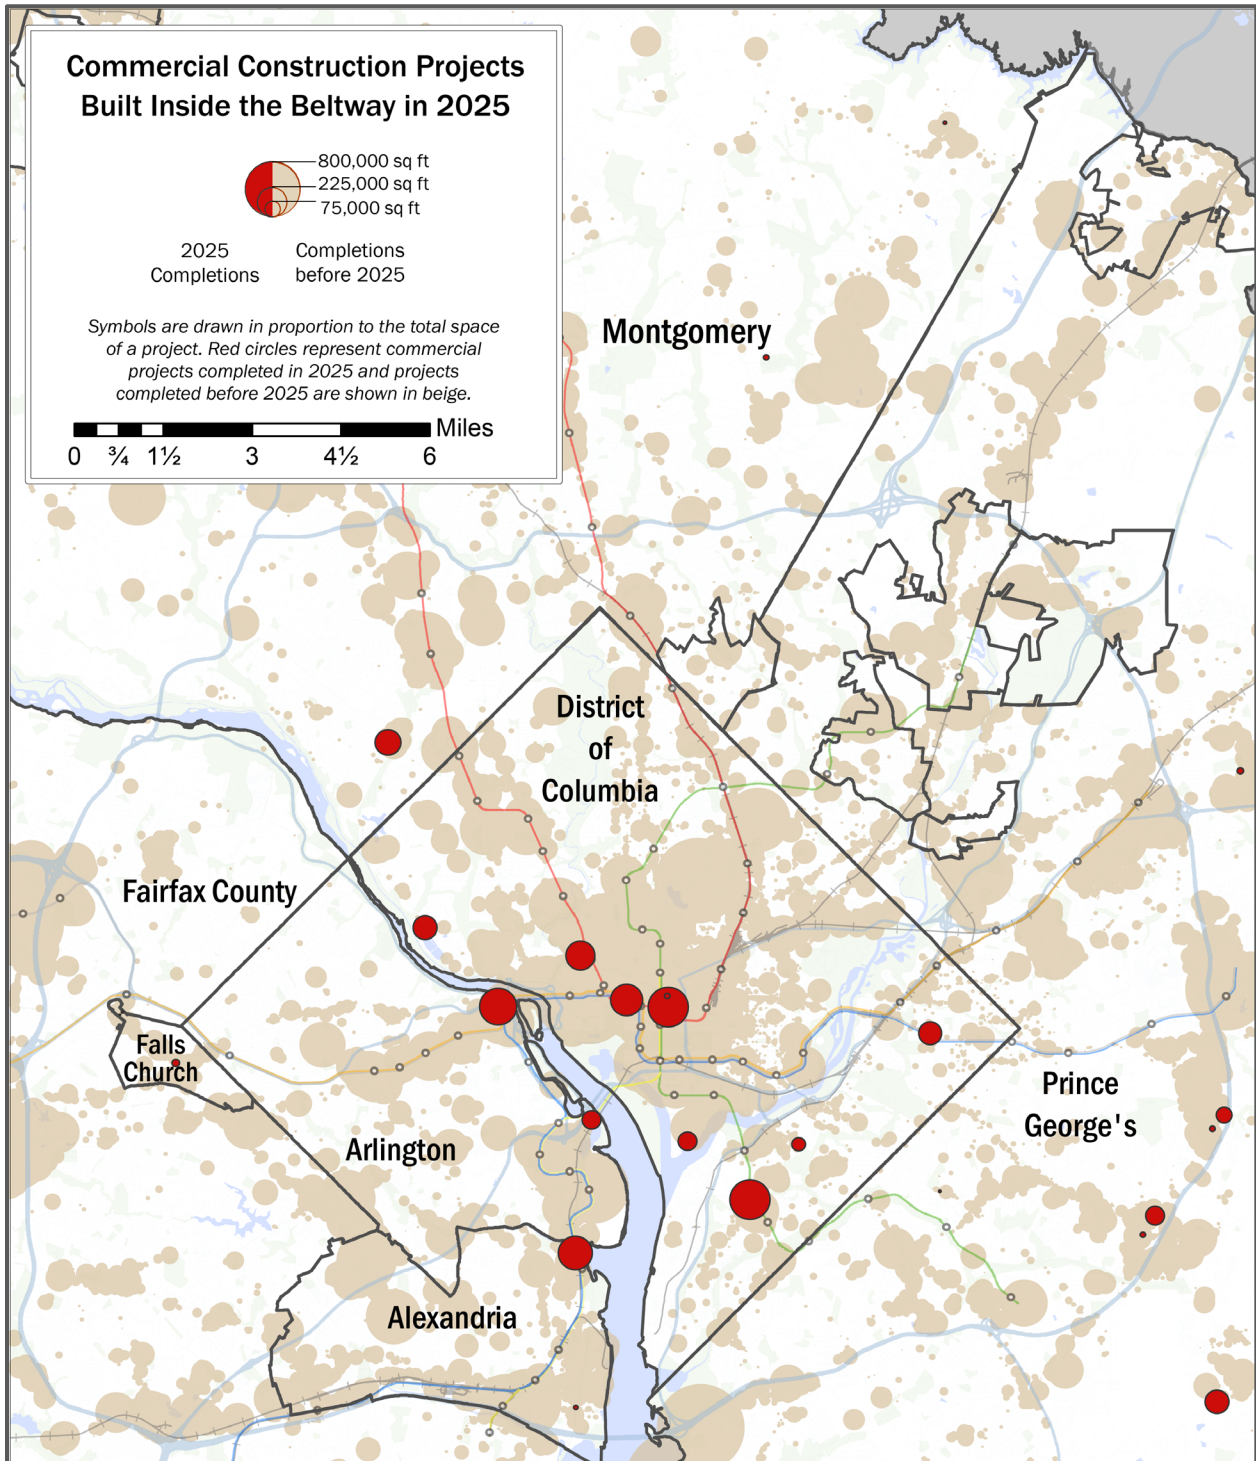 Commercial Construction Projects
Built Inside the Beltway in 2025
800,000 sq ft
225,000 sq ft
75,000 sq ft
2025
Completions
Completions
before 2025
Symbols are drawn in proportion to the total space
of a project. Red circles represent commercial
projects completed in 2025 and projects
completed before 2025 are shown in beige.
Miles
0 ¾ 1½ 3 4½ 6
Montgomery
District
of
Columbia
Fairfax County
Falls
Church
Prince
George's
Arlington
Alexandria